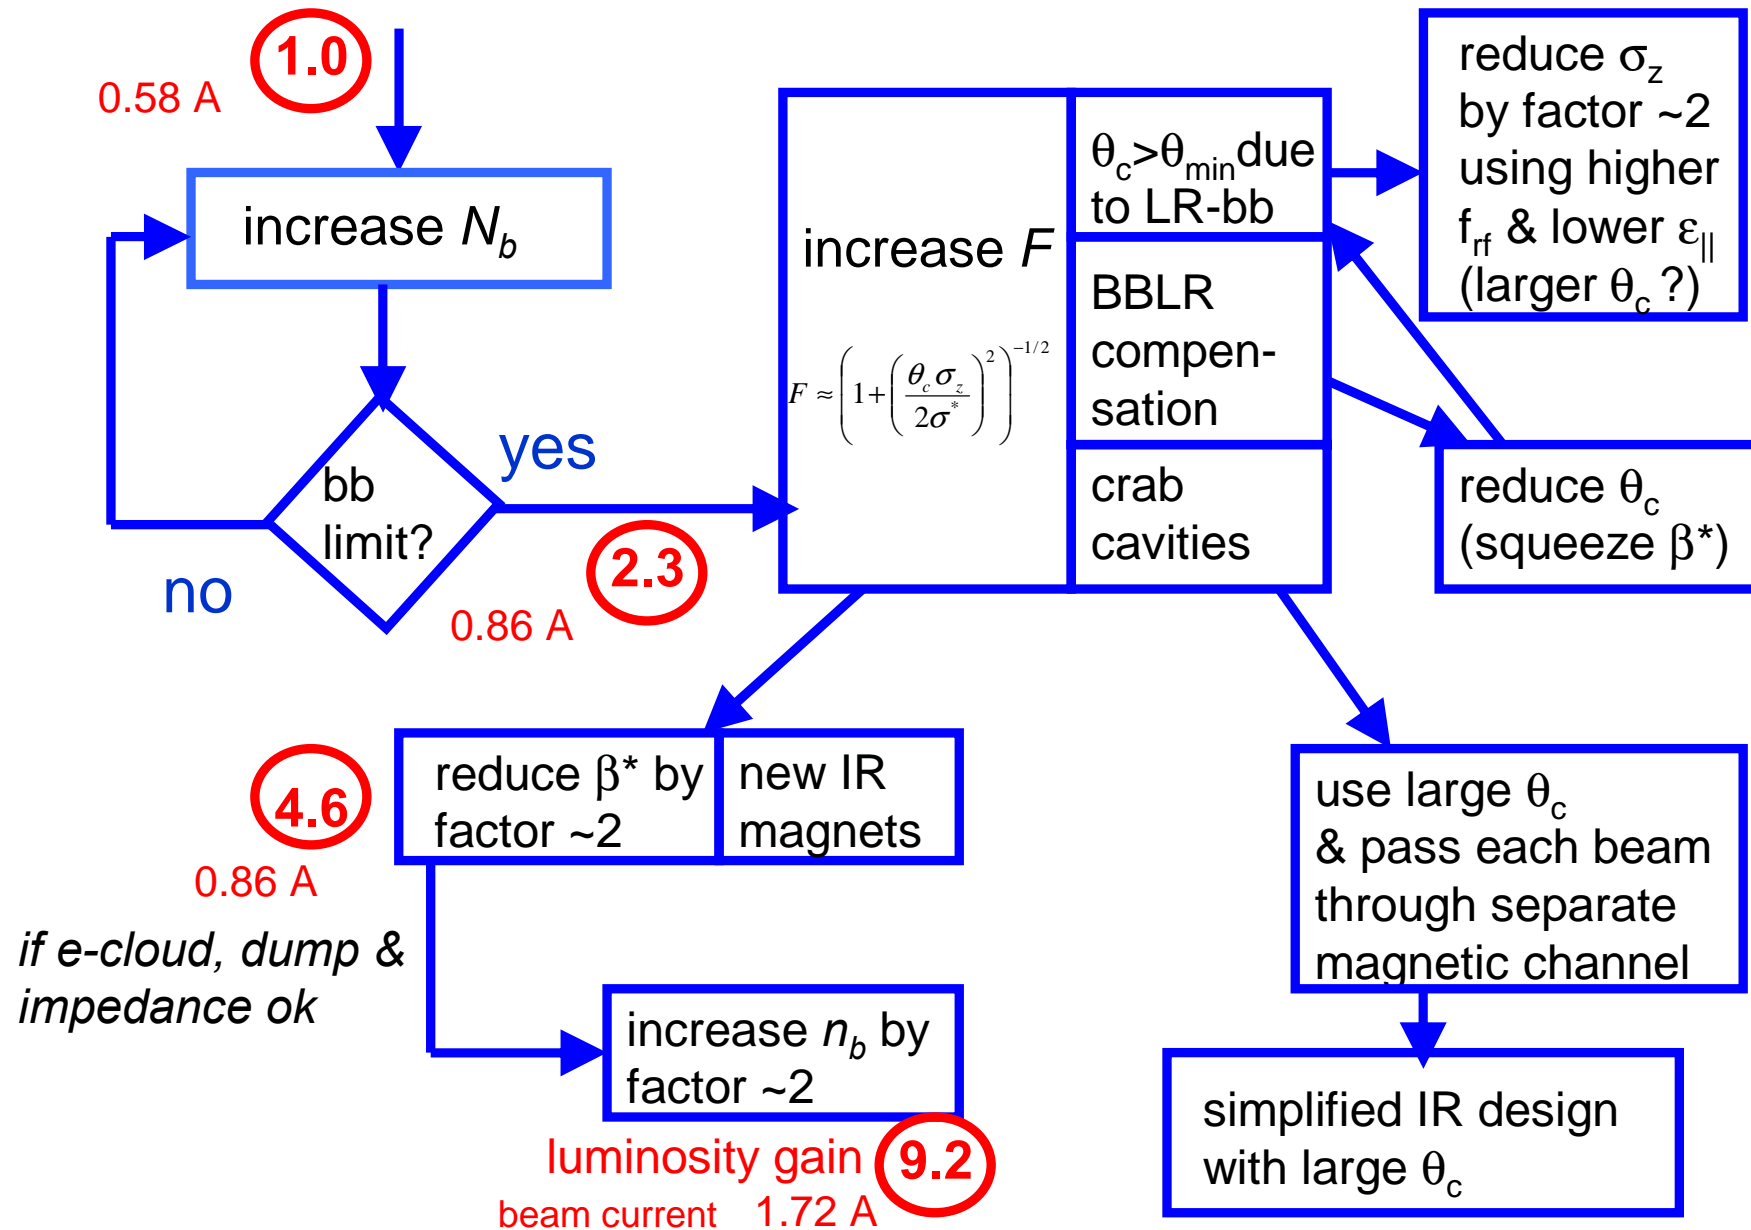 1.0
0.58 A
increase N_b
bb
limit?
yes
no
2.3
0.86 A
increase F
F ≈ (1 + (θ_c σ_z / 2σ^*)^2)^{-1/2}
θ_c>θ_min due
to LR-bb
BBLR
compen-
sation
crab
cavities
reduce σ_z
by factor ~2
using higher
f_rf & lower ε_||
(larger θ_c ?)
reduce θ_c
(squeeze β*)
4.6
0.86 A
reduce β* by
factor ~2
new IR
magnets
if e-cloud, dump &
impedance ok
increase n_b by
factor ~2
luminosity gain
9.2
beam current 1.72 A
use large θ_c
& pass each beam
through separate
magnetic channel
simplified IR design
with large θ_c